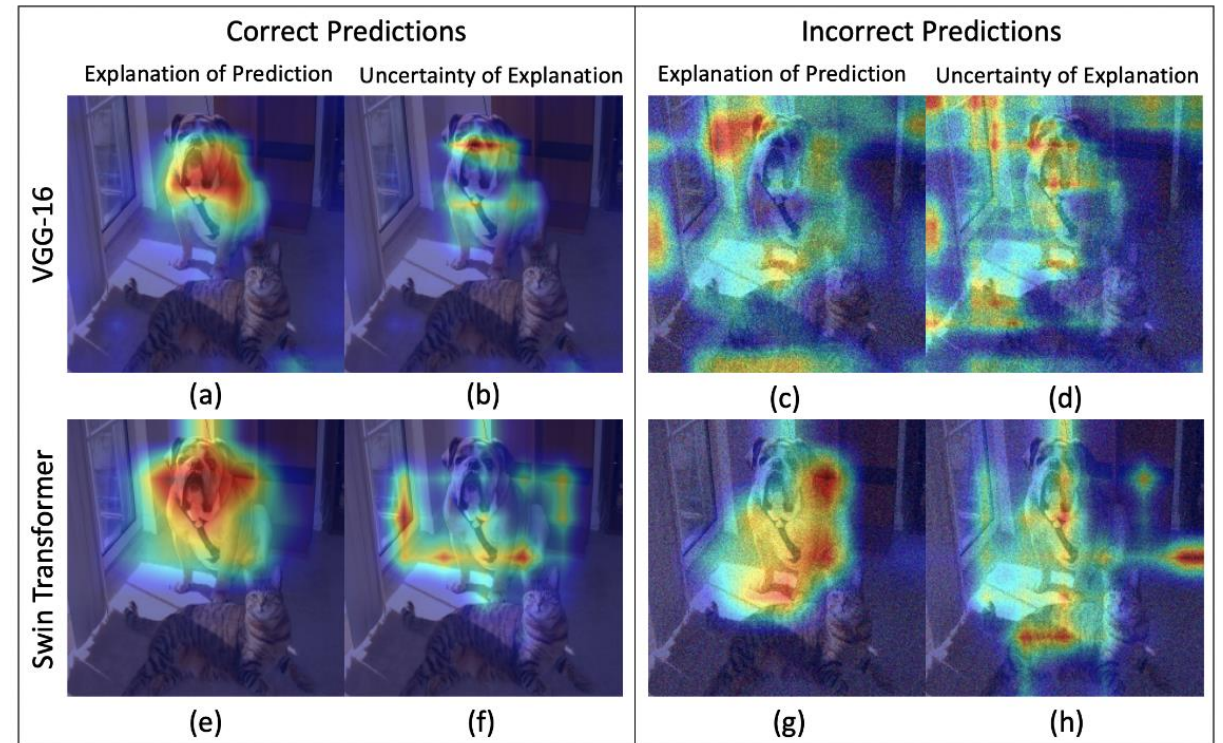 Correct Predictions
Incorrect Predictions
Explanation of Prediction
Uncertainty of Explanation
Explanation of Prediction
Uncertainty of Explanation
VGG-16
(a)
(b)
(c)
(d)
Swin Transformer
(e)
(f)
(g)
(h)